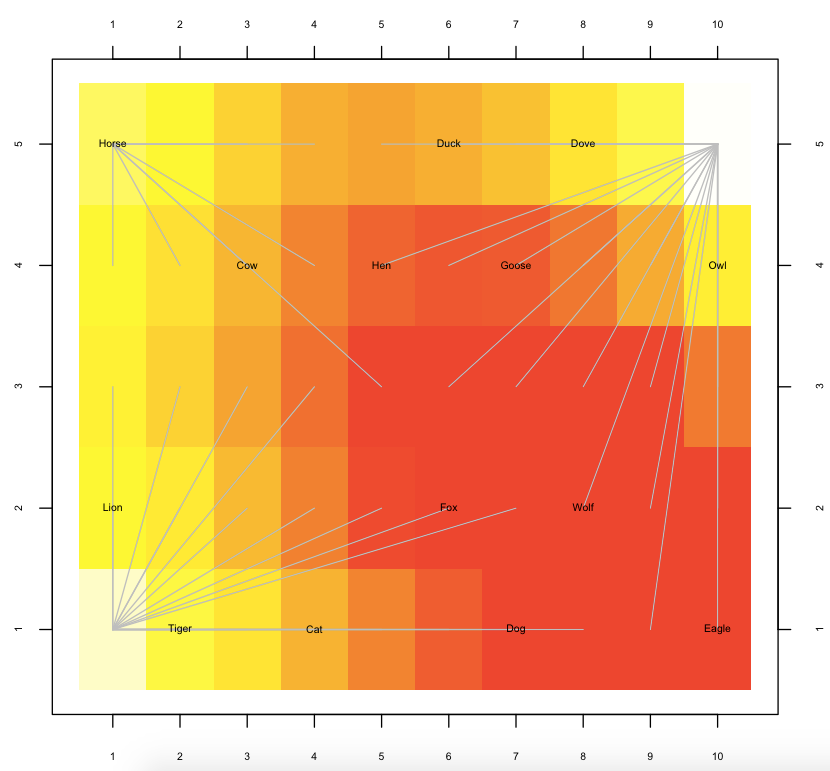 1 2 3 4 5 6 7 8 9 10
5 Horse Duck Dove 5
4 Cow Hen Goose Owl 4
3 3
2 Lion Fox Wolf 2
1 Tiger Cat Dog Eagle 1
1 2 3 4 5 6 7 8 9 10